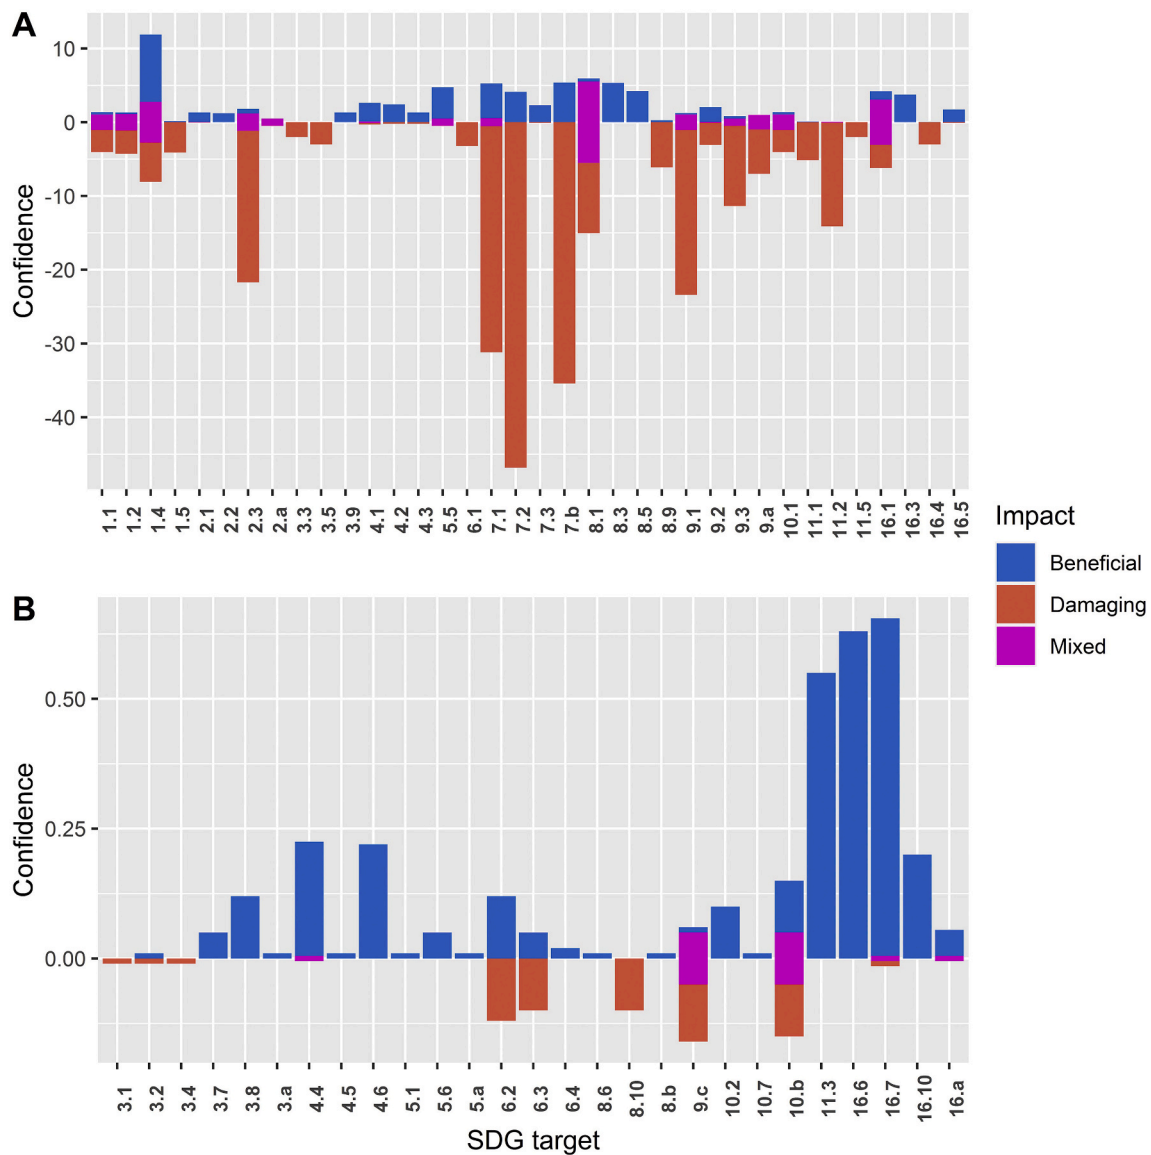 A
10
0
-10
-20
-30
-40
Confidence
1.1 1.2 1.4 1.5 2.1 2.2 2.3 2.a 3.3 3.5 3.9 4.1 4.2 4.3 5.5 6.1 7.1 7.2 7.3 7.b 8.1 8.3 8.5 8.9 9.1 9.2 9.3 9.a 10.1 11.1 11.2 11.5 16.1 16.3 16.4 16.5
Impact
Beneficial
Damaging
Mixed
B
0.50
0.25
0.00
Confidence
3.1 3.2 3.4 3.7 3.8 3.a 4.4 4.5 4.6 5.1 5.6 5.a 6.2 6.3 6.4 8.6 8.10 8.b 9.c 10.2 10.7 10.b 11.3 16.6 16.7 16.10 16.a
SDG target